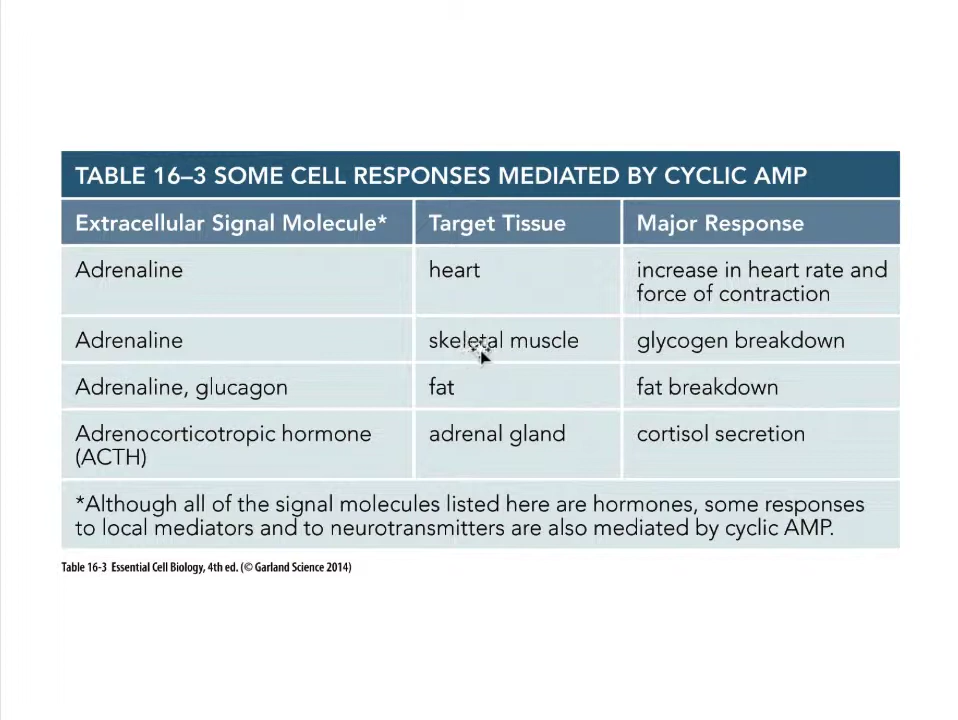 TABLE 16–3 SOME CELL RESPONSES MEDIATED BY CYCLIC AMP
Extracellular Signal Molecule* Target Tissue Major Response
Adrenaline heart increase in heart rate and
force of contraction
Adrenaline skeletal muscle glycogen breakdown
Adrenaline, glucagon fat fat breakdown
Adrenocorticotropic hormone adrenal gland cortisol secretion
(ACTH)
*Although all of the signal molecules listed here are hormones, some responses
to local mediators and to neurotransmitters are also mediated by cyclic AMP.
Table 16-3 Essential Cell Biology, 4th ed. (© Garland Science 2014)